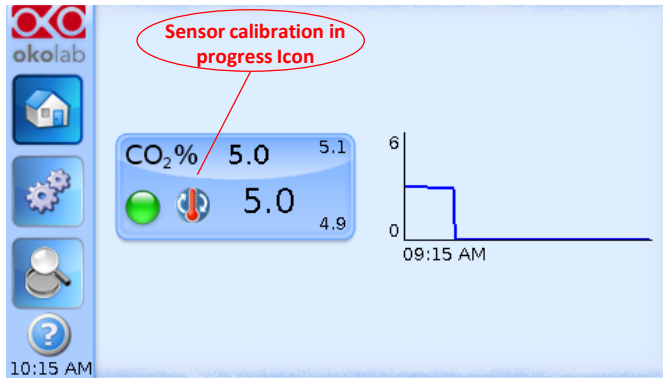 OXO
okolab
Sensor calibration in
progress Icon
CO₂% 5.0 5.1
5.0
4.9
6
0
09:15 AM
?
10:15 AM